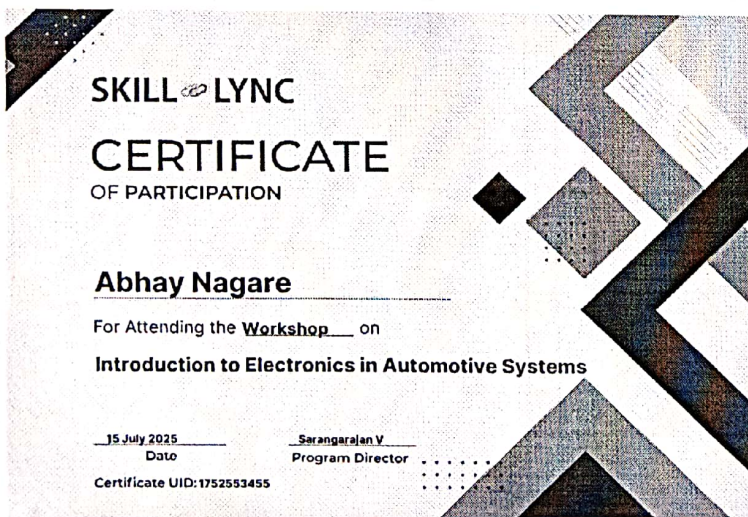 SKILL LYNC
CERTIFICATE
OF PARTICIPATION
Abhay Nagare
For Attending the Workshop on
Introduction to Electronics in Automotive Systems
15 July 2025
Date
Sarangarajan V
Program Director
Certificate UID: 1752553455